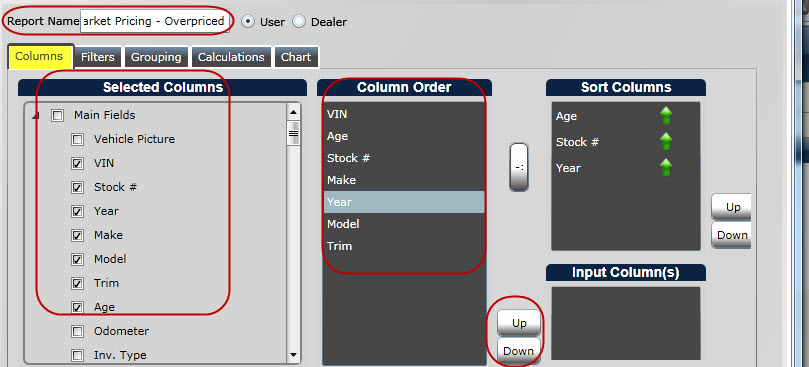 Report Name arket Pricing - Overpriced User Dealer
Columns Filters Grouping Calculations Chart
Selected Columns
Main Fields
Vehicle Picture
VIN
Stock #
Year
Make
Model
Trim
Age
Odometer
Inv. Type
Column Order
VIN
Age
Stock #
Make
Year
Model
Trim
-:
Up
Down
Sort Columns
Age
Stock #
Year
Up
Down
Input Column(s)